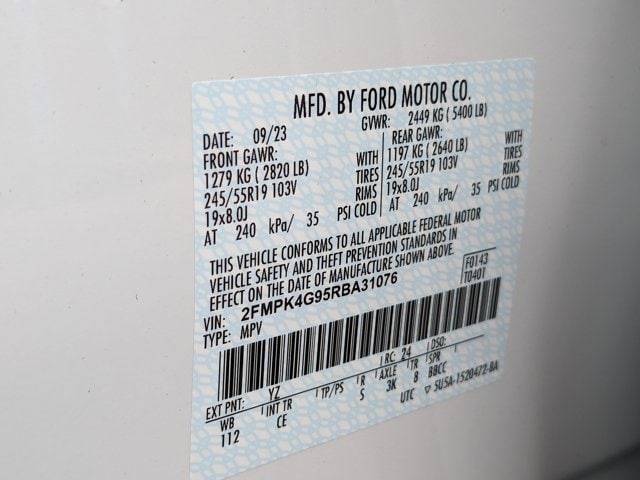 MFD. BY FORD MOTOR CO.
DATE: 09/23 GVWR: 2449 KG ( 5400 LB)
FRONT GAWR: REAR GAWR:
1279 KG ( 2820 LB) WITH 1197 KG ( 2640 LB) WITH
245/55R19 103V TIRES 245/55R19 103V TIRES
19x8.0J RIMS 19x8.0J RIMS
AT 240 kPa/ 35 PSI COLD AT 240 kPa/ 35 PSI COLD
THIS VEHICLE CONFORMS TO ALL APPLICABLE FEDERAL MOTOR
VEHICLE SAFETY AND THEFT PREVENTION STANDARDS IN
EFFECT ON THE DATE OF MANUFACTURE SHOWN ABOVE.
VIN: 2FMPK4G95RBA31076 F0143
TYPE: MPV T0401
EXT PNT: YZ RC: 24 DSO:
WB INT TR TP/PS R AXLE TR SPR
112 CE S 3K 8 BBCC
UTC ▽ 5U5A-1520472-BA